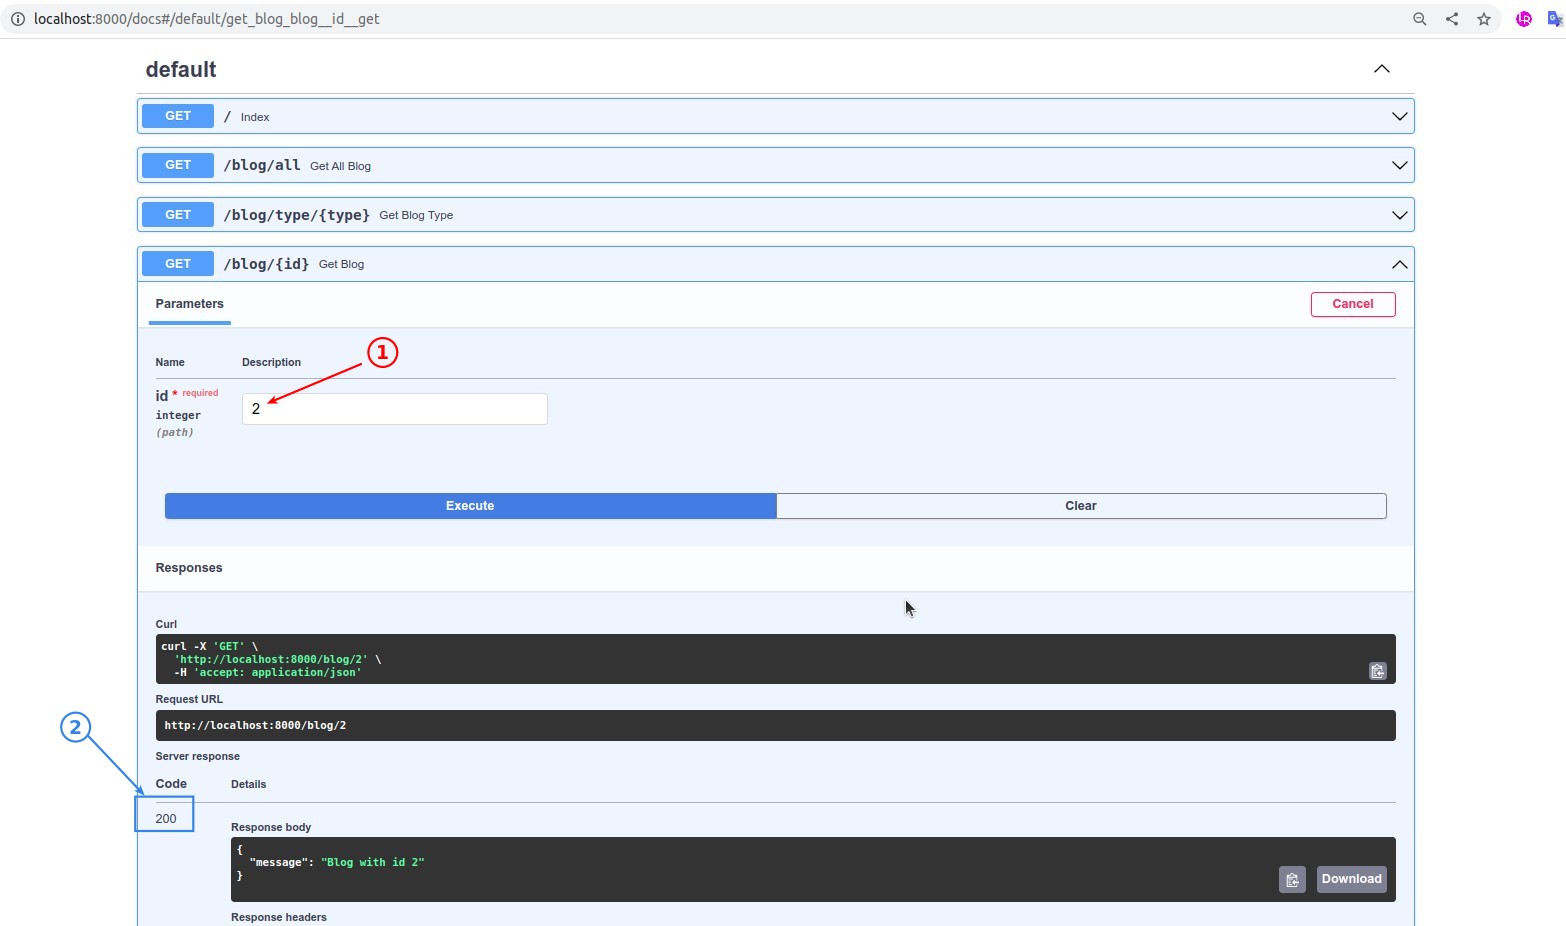 localhost:8000/docs#/default/get_blog_blog__id__get
default
GET / Index
GET /blog/all Get All Blog
GET /blog/type/{type} Get Blog Type
GET /blog/{id} Get Blog
Parameters Cancel
1
Name Description
id * required
2
integer
(path)
Execute Clear
Responses
Curl
curl -X 'GET' \
'http://localhost:8000/blog/2' \
-H 'accept: application/json'
Request URL
http://localhost:8000/blog/2
2
Server response
Code Details
200
Response body
{
"message": "Blog with id 2"
}
Download
Response headers